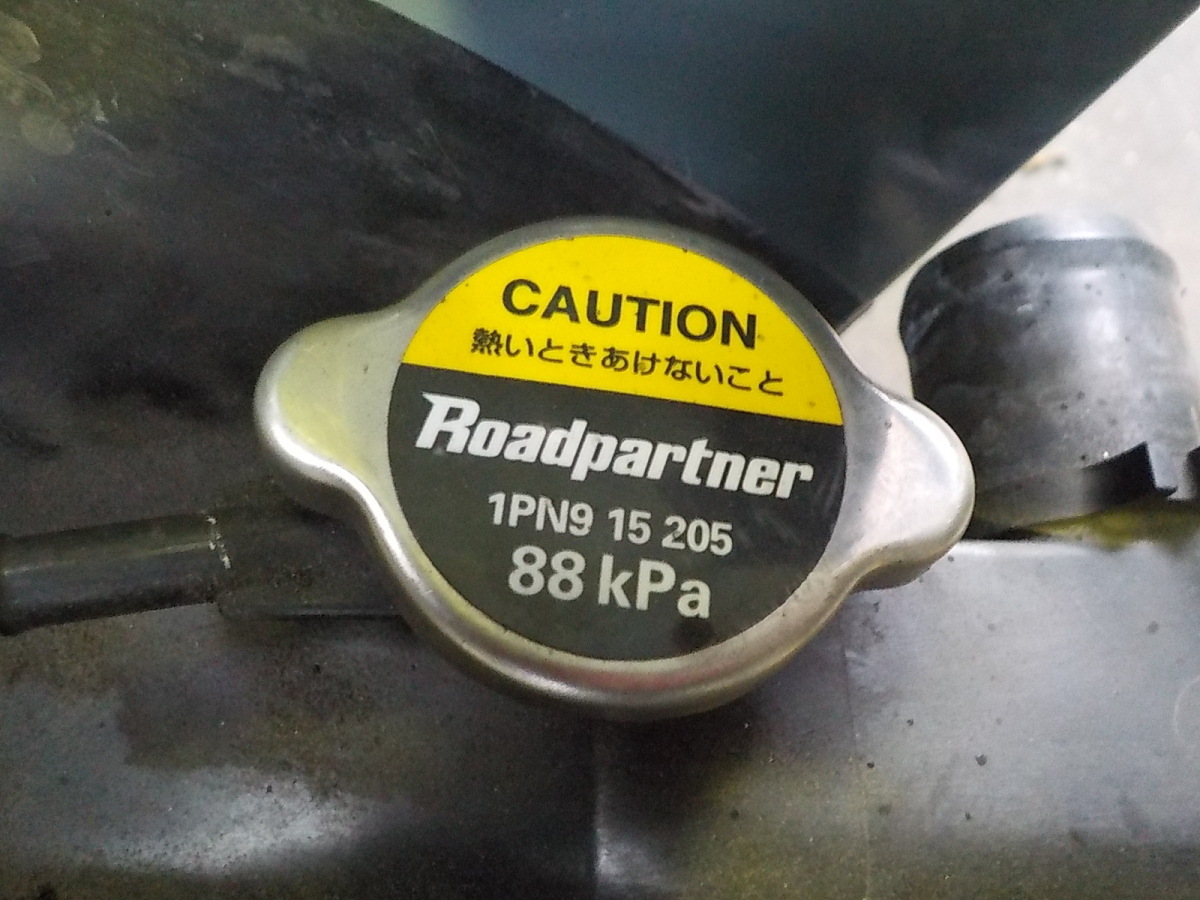 CAUTION
熱いときあけないこと
Roadpartner
1PN9 15 205
88 kPa